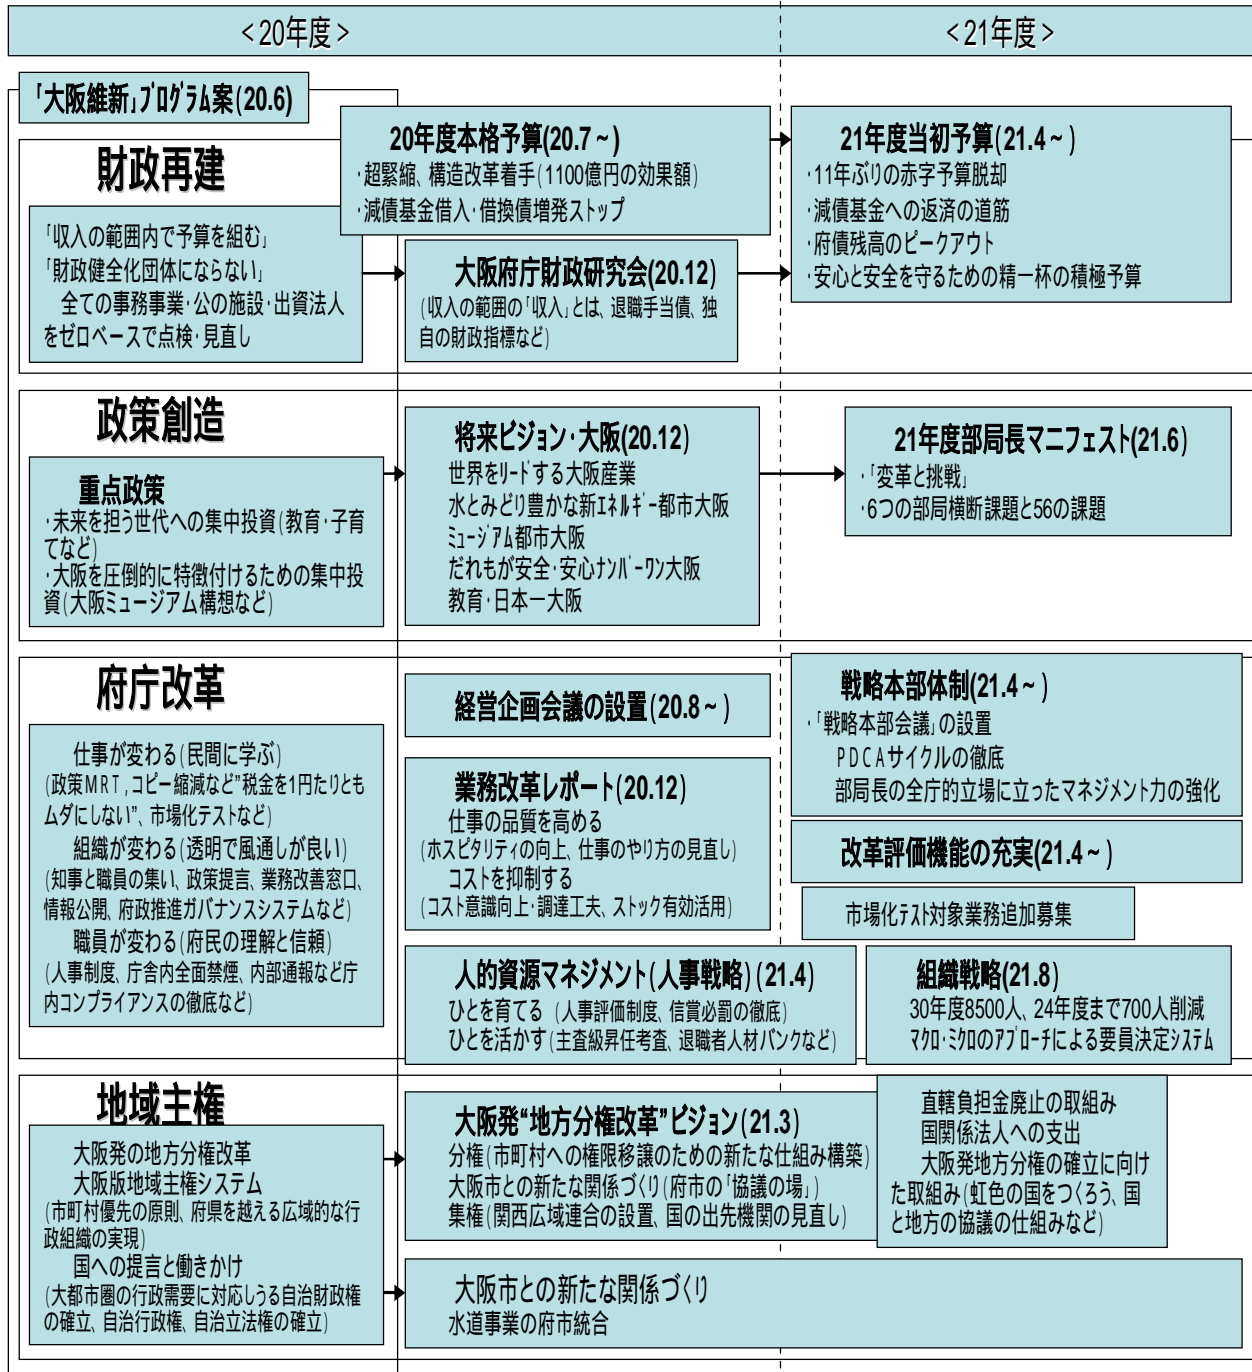 <20年度>
<21年度>
「大阪維新」プログラム案(20.6)
財政再建
「収入の範囲内で予算を組む」
「財政健全化団体にならない」
全ての事務事業・公の施設・出資法人
をゼロベースで点検・見直し
20年度本格予算(20.7~)
・超緊縮、構造改革着手(1100億円の効果額)
・減債基金借入・借換債増発ストップ
大阪府庁財政研究会(20.12)
(収入の範囲の「収入」とは、退職手当債、独
自の財政指標など)
21年度当初予算(21.4~)
・11年ぶりの赤字予算脱却
・減債基金への返済の道筋
・府債残高のピークアウト
・安心と安全を守るための精一杯の積極予算
政策創造
重点政策
・未来を担う世代への集中投資(教育・子育
てなど)
・大阪を圧倒的に特徴付けるための集中投
資(大阪ミュージアム構想など)
将来ビジョン・大阪(20.12)
世界をリードする大阪産業
水とみどり豊かな新エネルギー都市大阪
ミュージアム都市大阪
だれもが安全・安心ナンバーワン大阪
教育・日本一大阪
21年度部局長マニフェスト(21.6)
・「変革と挑戦」
・6つの部局横断課題と56の課題
府庁改革
仕事が変わる(民間に学ぶ)
(政策MRT,コピー縮減など"税金を1円たりとも
ムダにしない"、市場化テストなど)
組織が変わる(透明で風通しが良い)
(知事と職員の集い、政策提言、業務改善窓口、
情報公開、府政推進ガバナンスシステムなど)
職員が変わる(府民の理解と信頼)
(人事制度、庁舎内全面禁煙、内部通報など庁
内コンプライアンスの徹底など)
経営企画会議の設置(20.8~)
業務改革レポート(20.12)
仕事の品質を高める
(ホスピタリティの向上、仕事のやり方の見直し)
コストを抑制する
(コスト意識向上・調達工夫、ストック有効活用)
人的資源マネジメント(人事戦略)(21.4)
ひとを育てる (人事評価制度、信賞必罰の徹底)
ひとを活かす(主査級昇任考査、退職者人材バンクなど)
戦略本部体制(21.4~)
・「戦略本部会議」の設置
PDCAサイクルの徹底
部局長の全庁的立場に立ったマネジメント力の強化
改革評価機能の充実(21.4~)
市場化テスト対象業務追加募集
組織戦略(21.8)
30年度8500人、24年度まで700人削減
マクロ・ミクロのアプローチによる要員決定システム
地域主権
大阪発の地方分権改革
大阪版地域主権システム
(市町村優先の原則、府県を越える広域的な行
政組織の実現)
国への提言と働きかけ
(大都市圏の行政需要に対応しうる自治財政権
の確立、自治行政権、自治立法権の確立)
大阪発"地方分権改革"ビジョン(21.3)
分権(市町村への権限移譲のための新たな仕組み構築)
大阪市との新たな関係づくり(府市の「協議の場」)
集権(関西広域連合の設置、国の出先機関の見直し)
直轄負担金廃止の取組み
国関係法人への支出
大阪発地方分権の確立に向け
た取組み(虹色の国をつくろう、国
と地方の協議の仕組みなど)
大阪市との新たな関係づくり
水道事業の府市統合